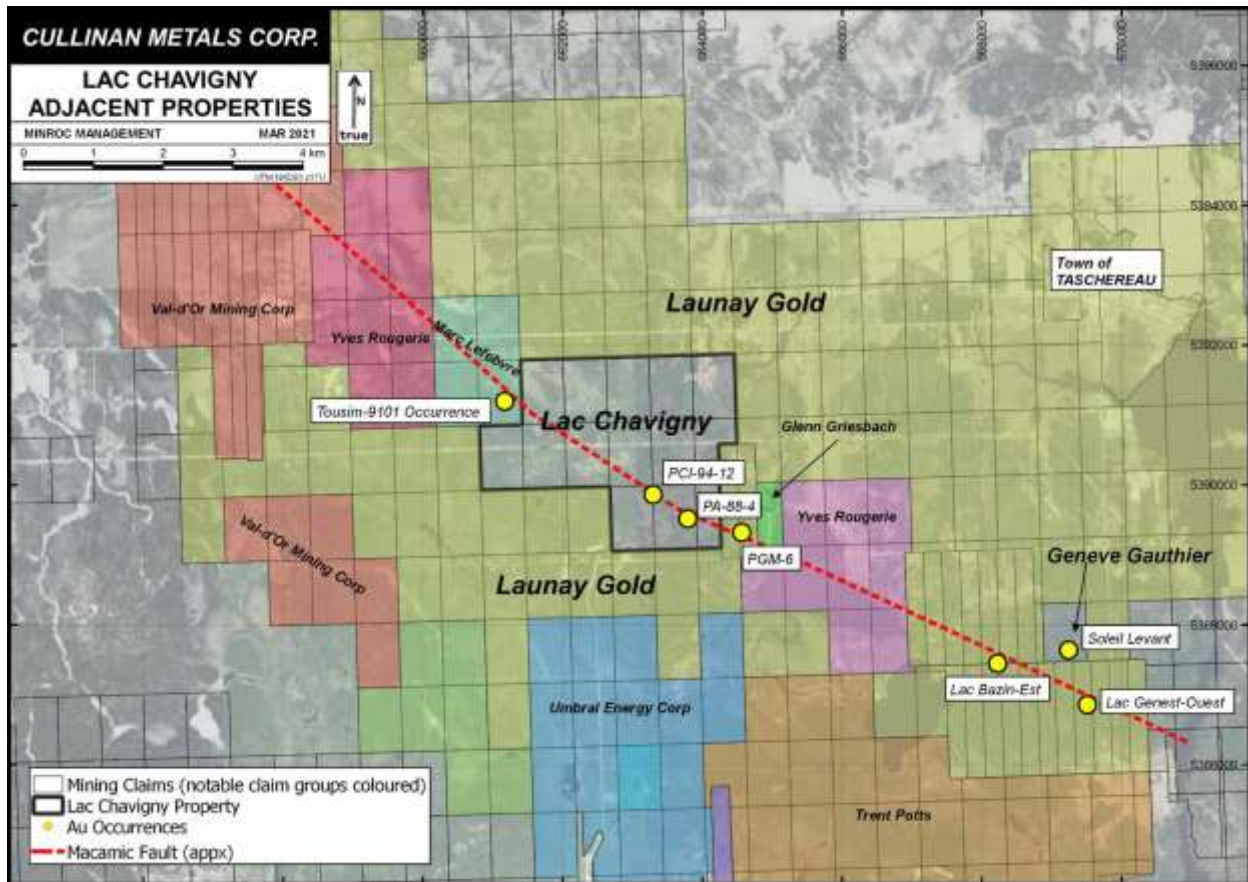 CULLINAN METALS CORP.
LAC CHAVIGNY
ADJACENT PROPERTIES
MINROC MANAGEMENT MAR 2021
0 1 2 3 4 km
N
true
5396000
5384000
Town of
TASCHEREAU
Launay Gold
Val-d'Or Mining Corp
Yves Rougerie
Marc Lefebvre
Tousim-9101 Occurrence
Lac Chavigny
Glenn Griesbach
PCJ-94-12
5390000
PA-88-4
Yves Rougerie
Val-d'Or Mining Corp
PGM-6
Geneve Gauthier
Launay Gold
Soleil Levant
Lac Bazin-Est
Lac Genest-Ouest
Umbral Energy Corp
Trent Potts
Mining Claims (notable claim groups coloured)
Lac Chavigny Property
Au Occurrences
Macamic Fault (appx)